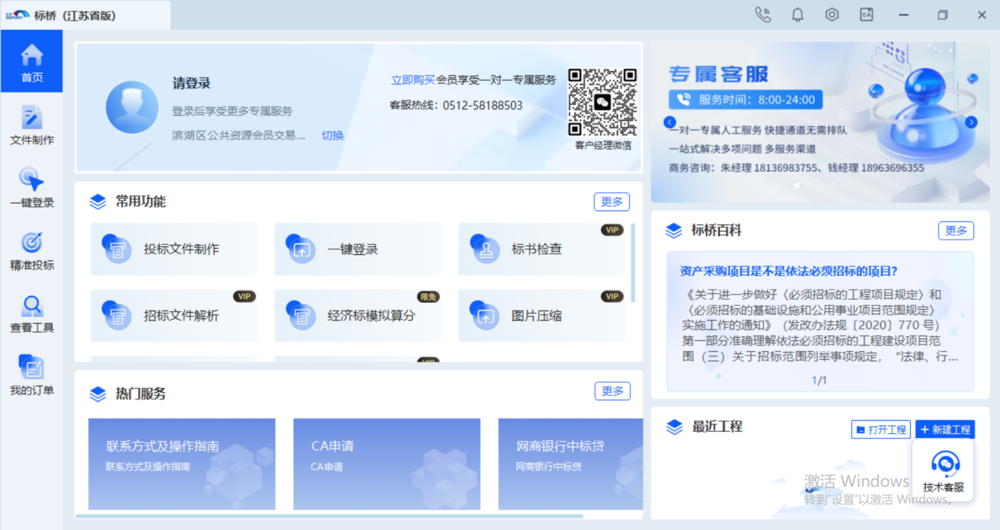 标桥（江苏省版）
CA
首页
文件制作
一键登录
精准投标
查看工具
我的订单
请登录
登录后享受更多专属服务
滨湖区公共资源会员交易... 切换
立即购买会员享受一对一专属服务
客服热线：0512-58188503
客户经理微信
专属客服
服务时间：8:00-24:00
一对一专属人工服务 快捷通道无需排队
一站式解决多项问题 多服务渠道
商务咨询：朱经理 18136983755、钱经理 18963696355
常用功能
更多
投标文件制作
一键登录
标书检查
VIP
招标文件解析
VIP
经济标模拟算分
限免
图片压缩
VIP
VIP
热门服务
更多
联系方式及操作指南
联系方式及操作指南
CA申请
CA申请
网商银行中标贷
网商银行中标贷
标桥百科
更多
资产采购项目是不是依法必须招标的项目?
《关于进一步做好〈必须招标的工程项目规定〉和
〈必须招标的基础设施和公用事业项目范围规定〉
实施工作的通知》（发改办法规〔2020〕770 号）
第一部分准确理解依法必须招标的工程建设项目范
围（三）关于招标范围列举事项规定，“法律、行...
1/1
最近工程
打开工程
新建工程
技术客服
激活 Windows
转到"设置"以激活 Windows。